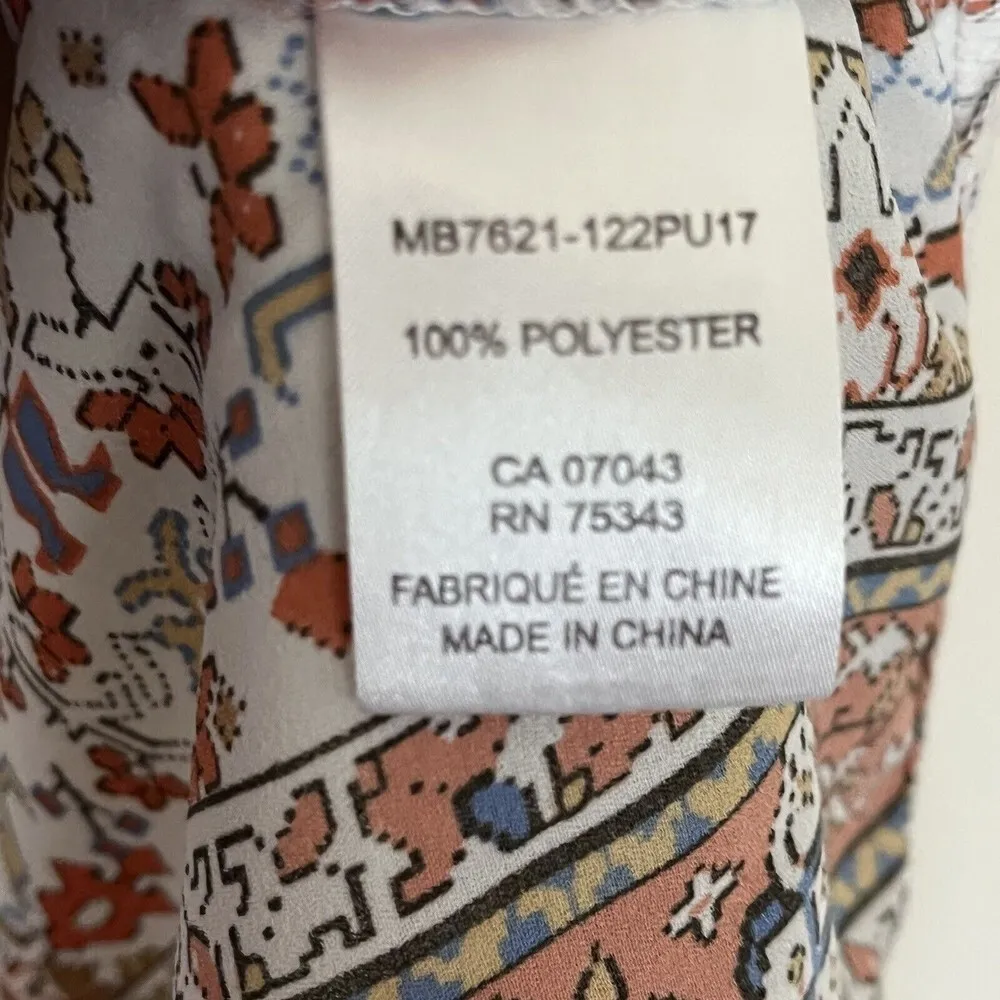 MB7621-122PU17
100% POLYESTER
CA 07043
RN 75343
FABRIQUÉ EN CHINE
MADE IN CHINA